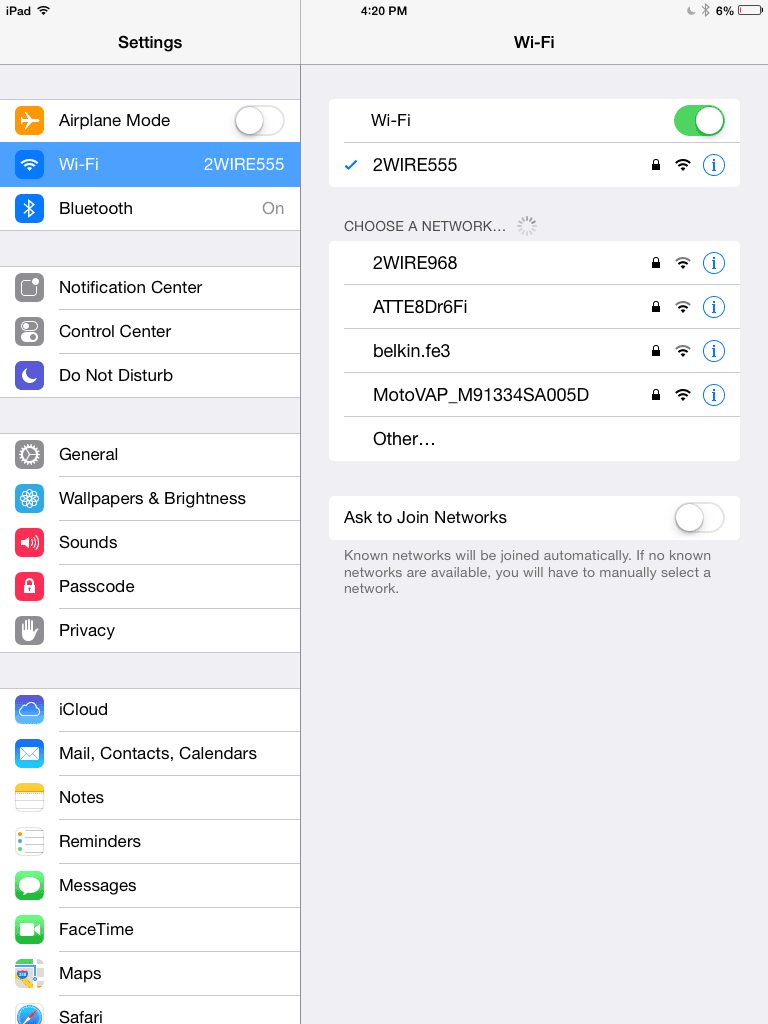 iPad 4:20 PM 6%
Settings
Wi-Fi
Airplane Mode
Wi-Fi 2WIRE555
Bluetooth On
Notification Center
Control Center
Do Not Disturb
General
Wallpapers & Brightness
Sounds
Passcode
Privacy
iCloud
Mail, Contacts, Calendars
Notes
Reminders
Messages
FaceTime
Maps
Safari
Wi-Fi
2WIRE555
CHOOSE A NETWORK...
2WIRE968
ATTE8Dr6Fi
belkin.fe3
MotoVAP_M91334SA005D
Other...
Ask to Join Networks
Known networks will be joined automatically. If no known
networks are available, you will have to manually select a
network.